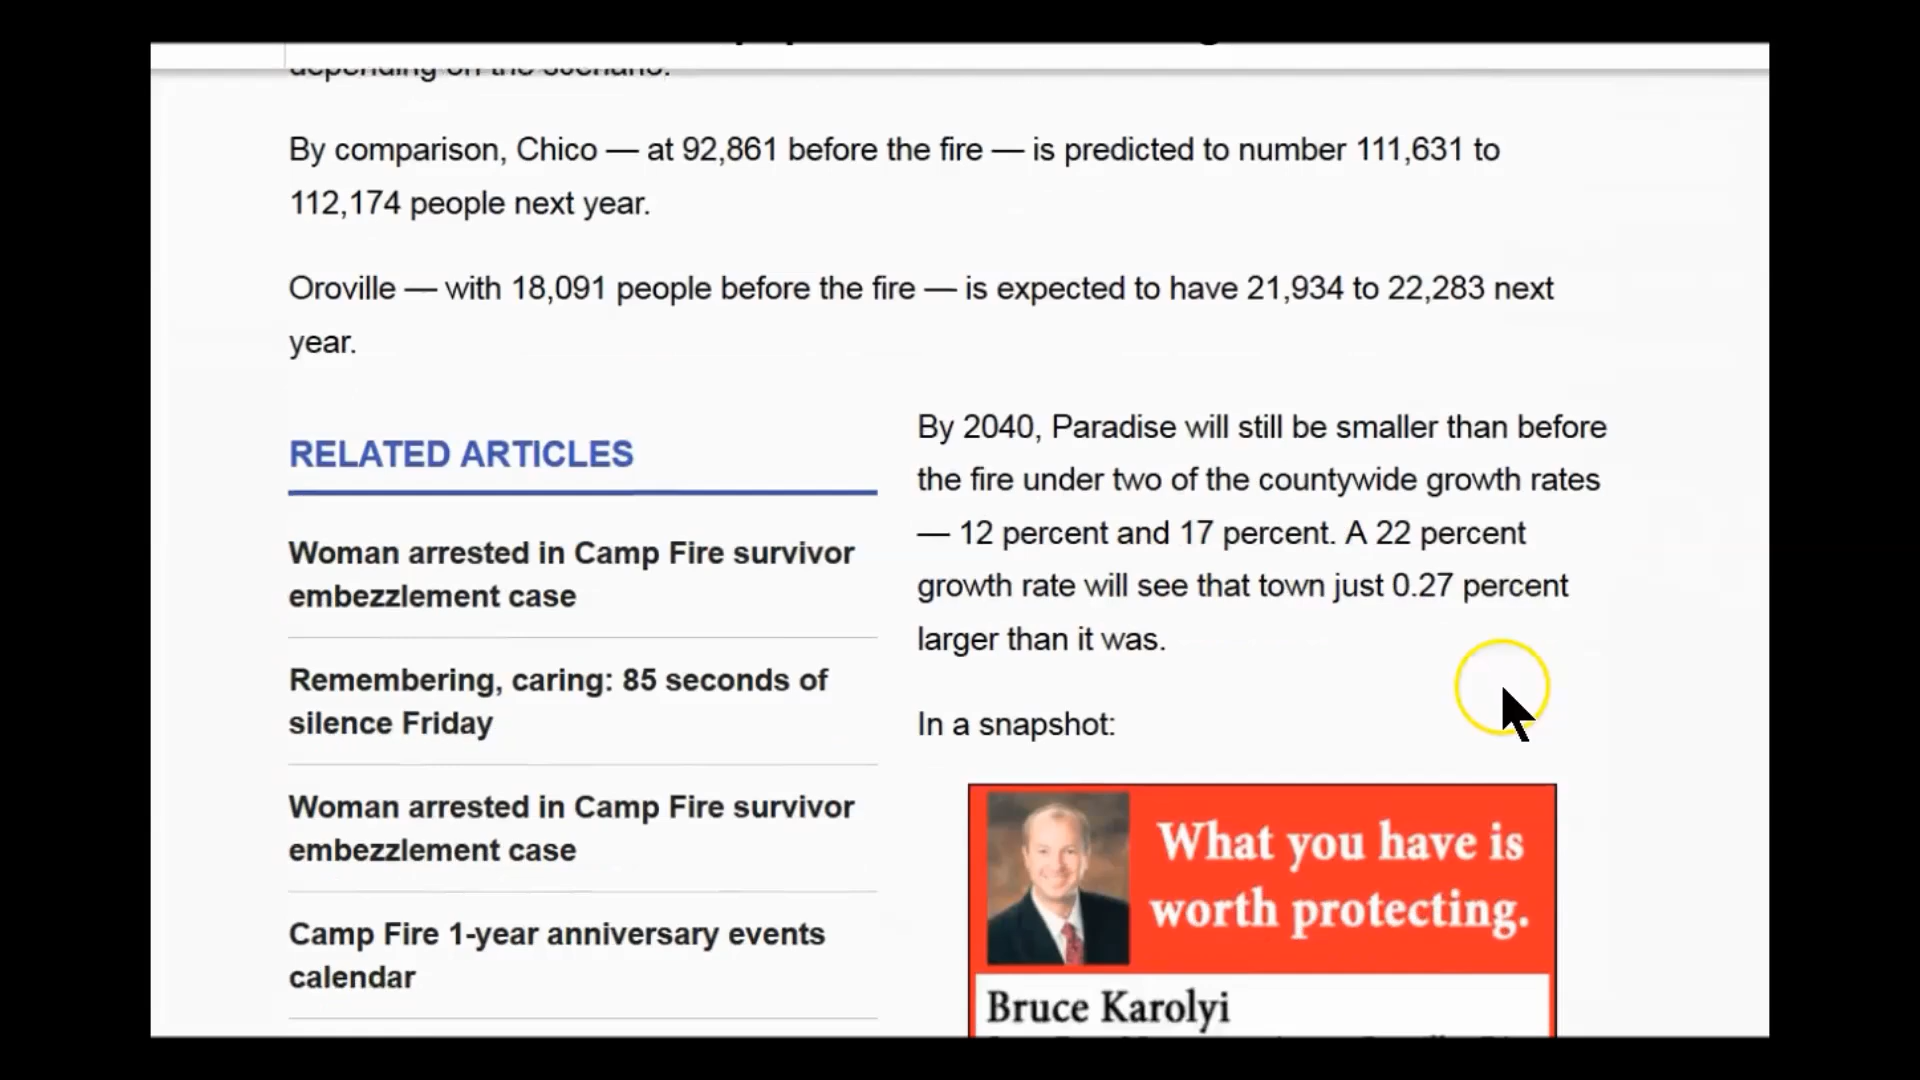 depending on the scenario.
By comparison, Chico — at 92,861 before the fire — is predicted to number 111,631 to
112,174 people next year.
Oroville — with 18,091 people before the fire — is expected to have 21,934 to 22,283 next
year.
RELATED ARTICLES
Woman arrested in Camp Fire survivor
embezzlement case
Remembering, caring: 85 seconds of
silence Friday
Woman arrested in Camp Fire survivor
embezzlement case
Camp Fire 1-year anniversary events
calendar
By 2040, Paradise will still be smaller than before
the fire under two of the countywide growth rates
— 12 percent and 17 percent. A 22 percent
growth rate will see that town just 0.27 percent
larger than it was.
In a snapshot:
What you have is
worth protecting.
Bruce Karolyi